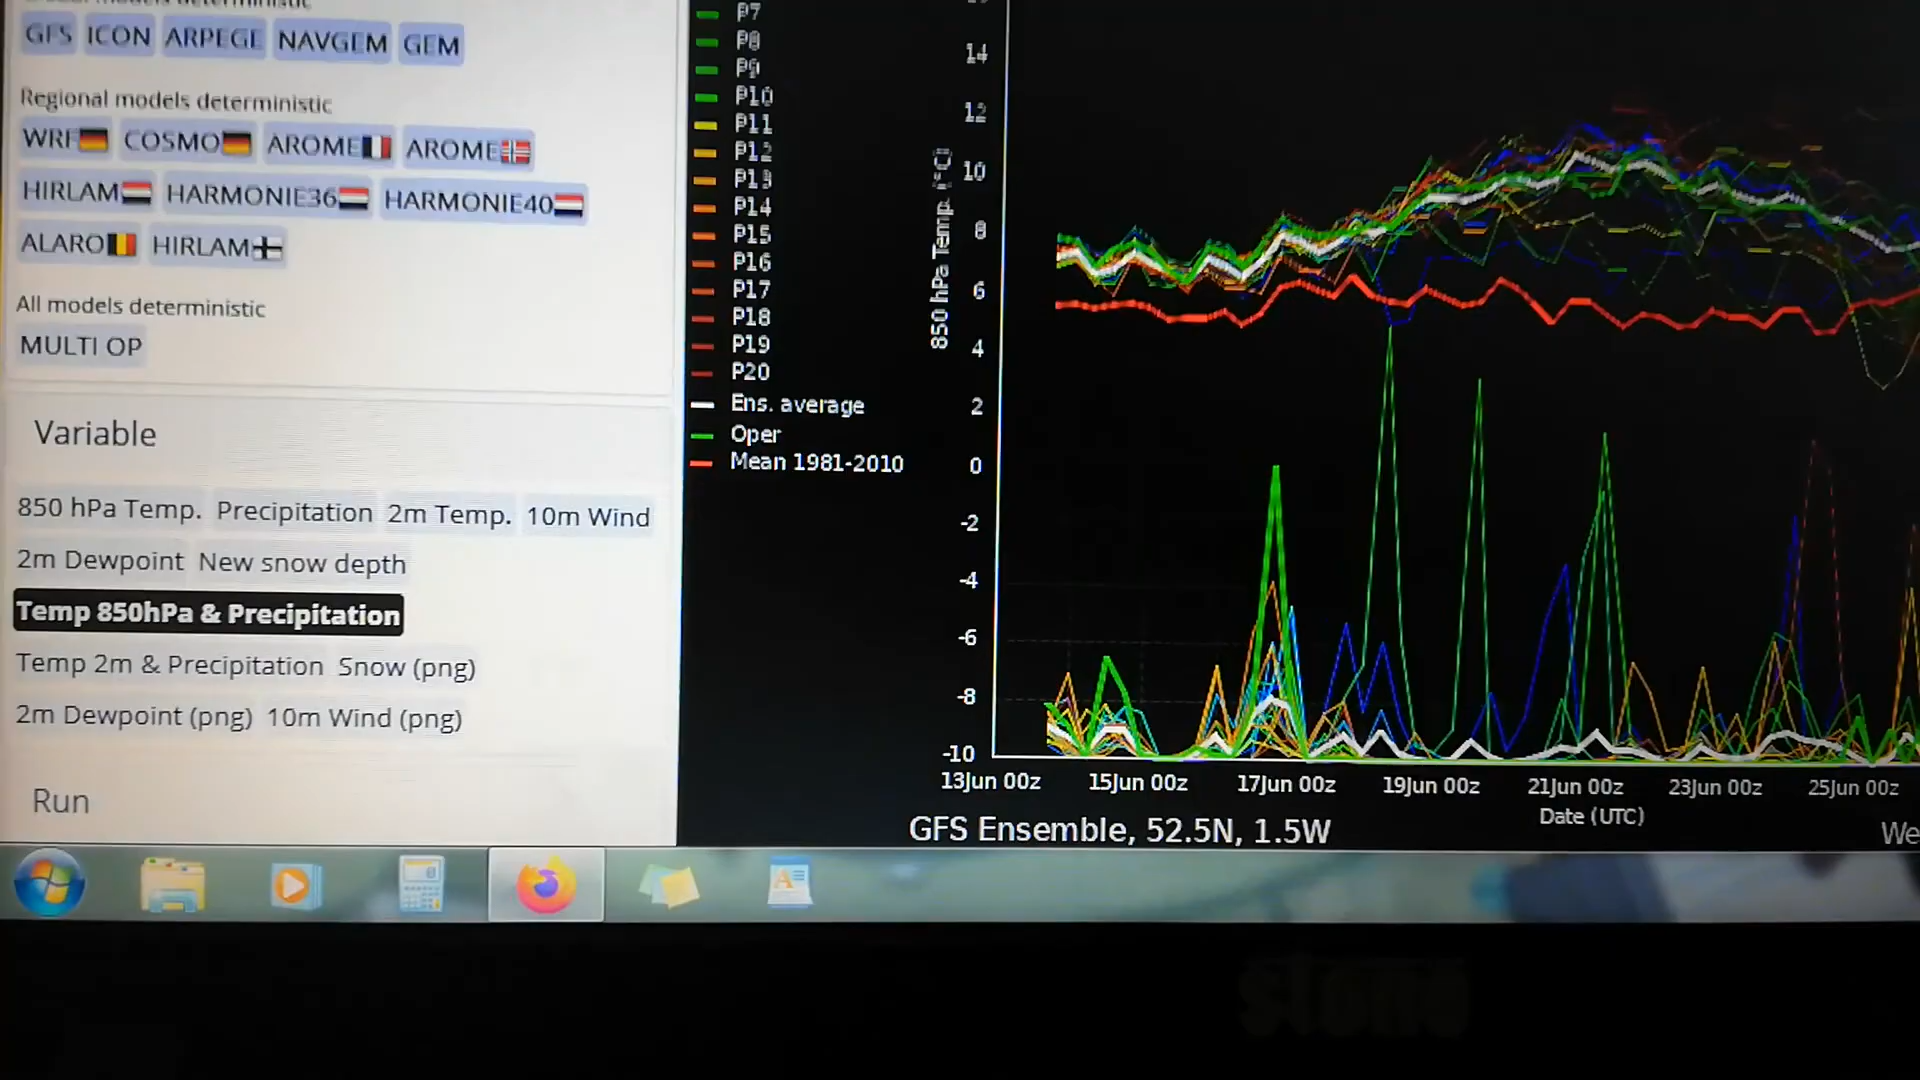 GFS ICON ARPEGE NAVGEM GEM
Regional models deterministic
WRF COSMO AROME AROME
HIRLAM HARMONIE36 HARMONIE40
ALARO HIRLAM
All models deterministic
MULTI OP
Variable
850 hPa Temp. Precipitation 2m Temp. 10m Wind
2m Dewpoint New snow depth
Temp 850hPa & Precipitation
Temp 2m & Precipitation Snow (png)
2m Dewpoint (png) 10m Wind (png)
Run
P7
P8
P9
P10
P11
P12
P13
P14
P15
P16
P17
P18
P19
P20
Ens. average
Oper
Mean 1981-2010
850 hPa Temp. (°C)
14
12
10
8
6
4
2
0
-2
-4
-6
-8
-10
13Jun 00z 15Jun 00z 17Jun 00z 19Jun 00z 21Jun 00z 23Jun 00z 25Jun 00z
Date (UTC)
GFS Ensemble, 52.5N, 1.5W
We
stone